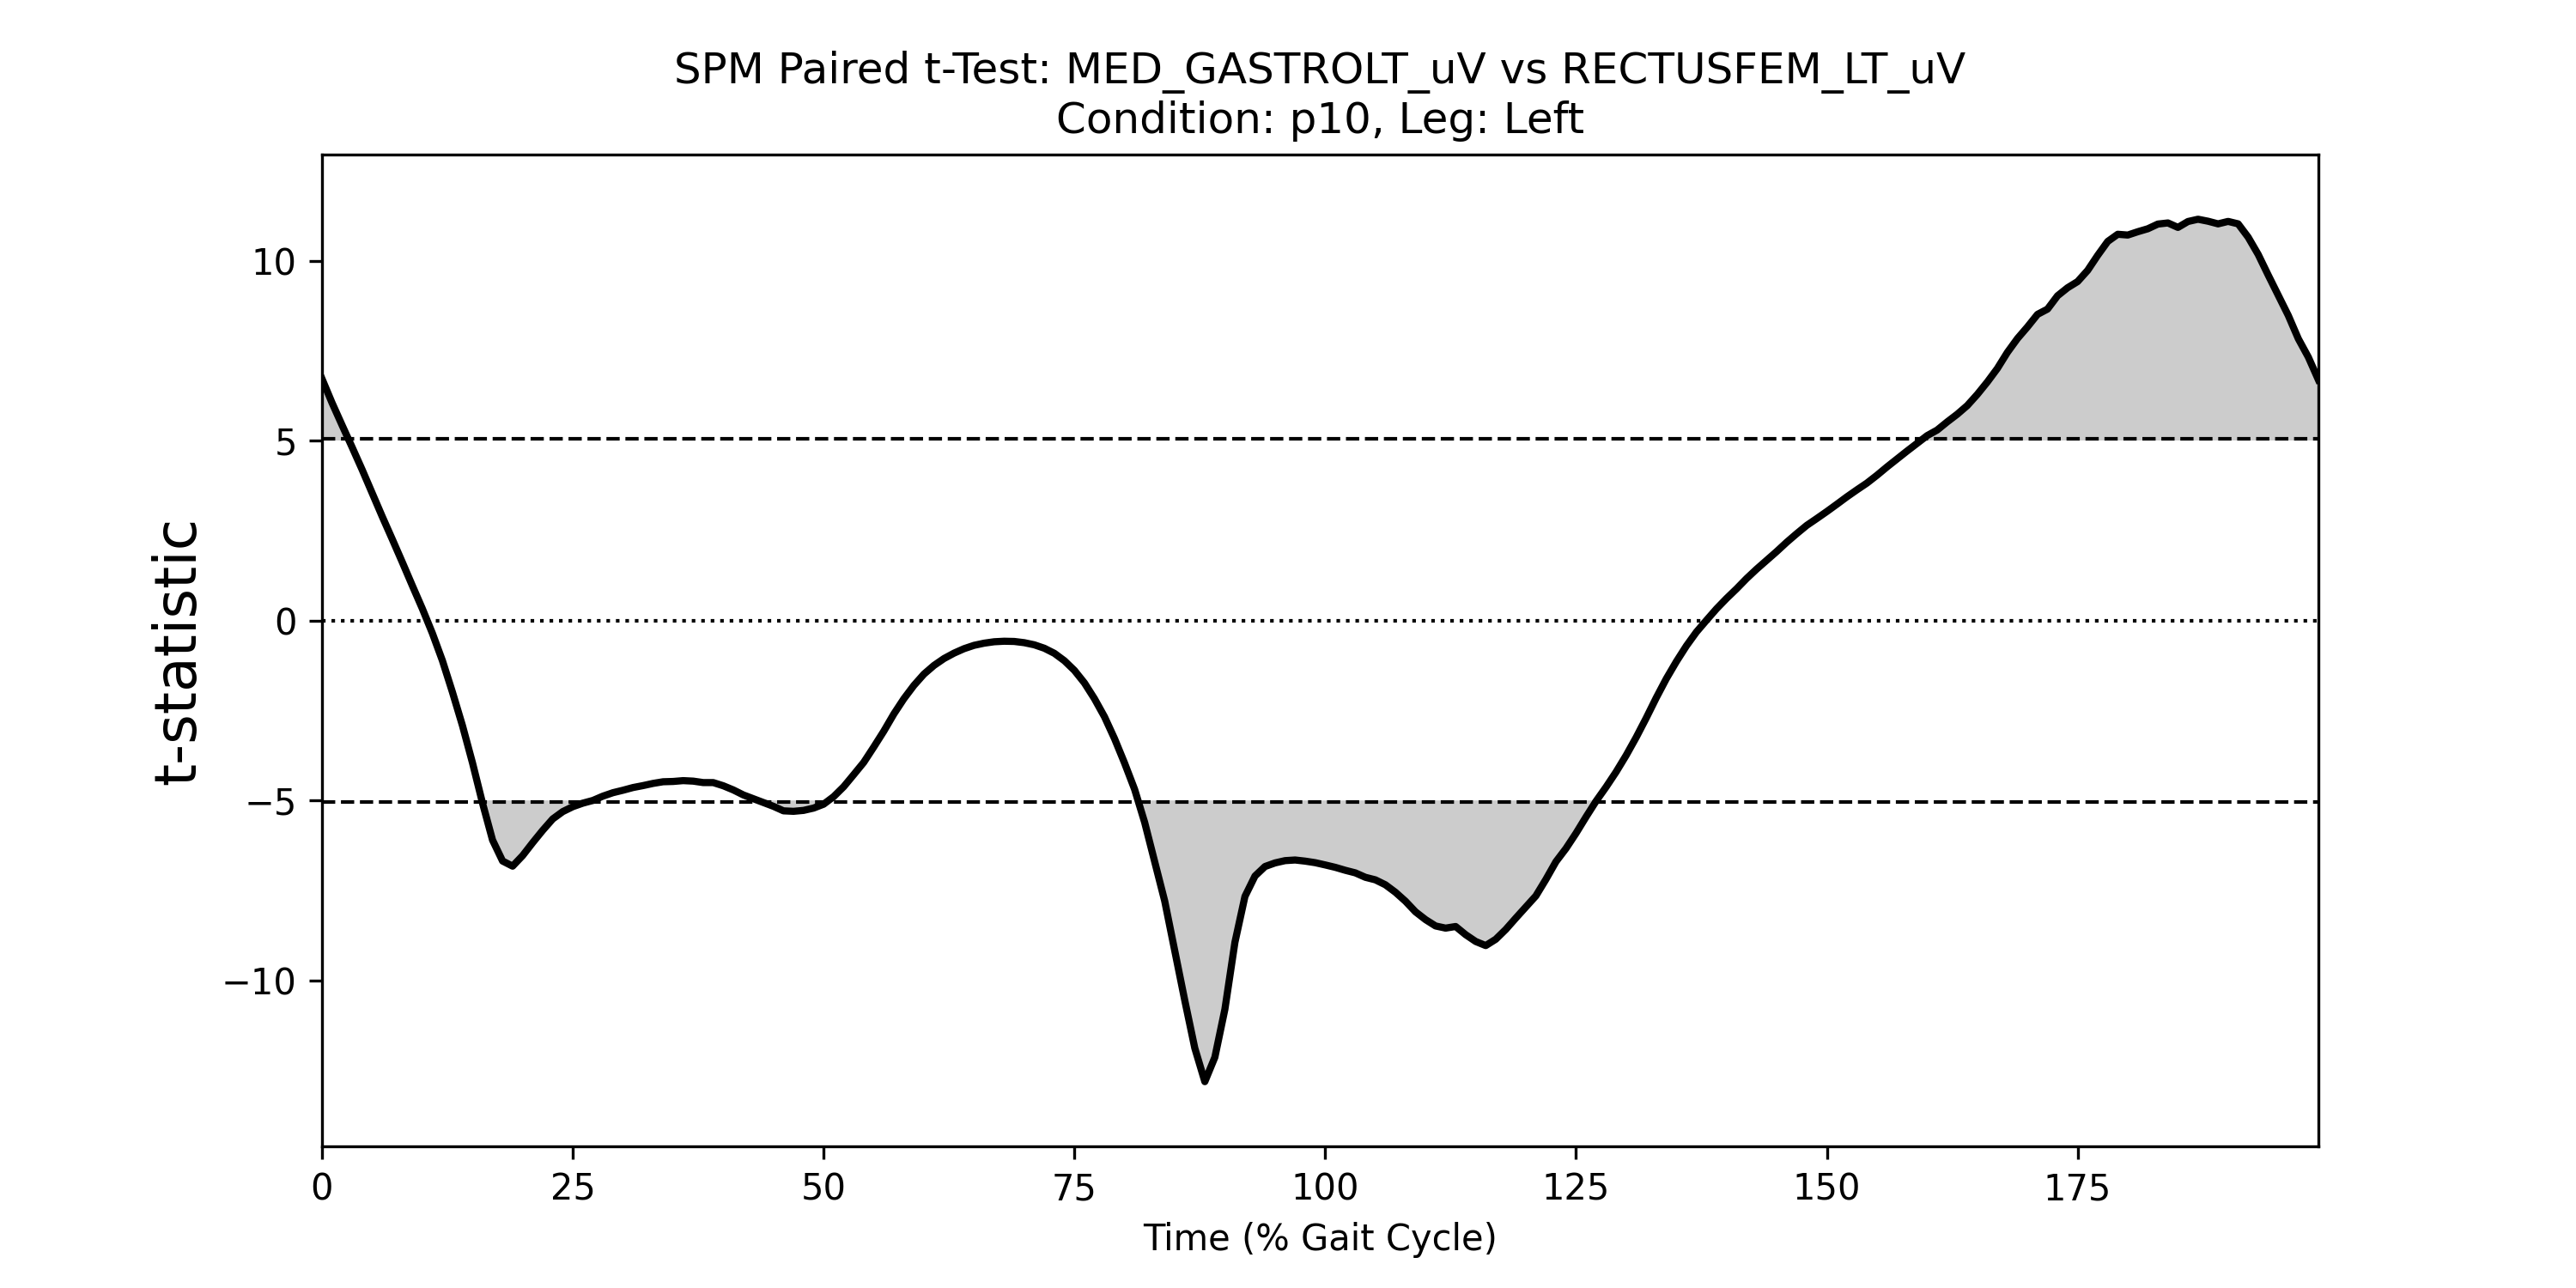 SPM Paired t-Test: MED_GASTROLT_uV vs RECTUSFEM_LT_uV
Condition: p10, Leg: Left
t-statistic
10
5
0
−5
−10
0 25 50 75 100 125 150 175
Time (% Gait Cycle)